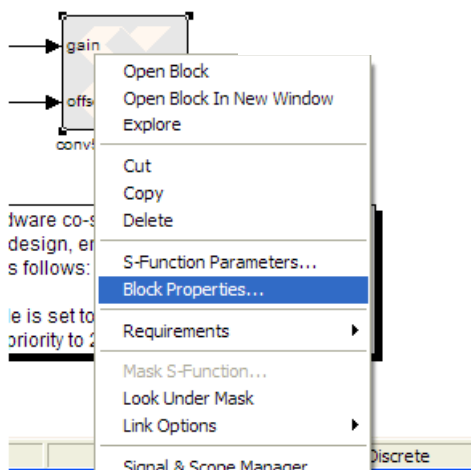 gain
offs
conv5
Open Block
Open Block In New Window
Explore
Cut
Copy
Delete
S-Function Parameters...
Block Properties...
Requirements
Mask S-Function...
Look Under Mask
Link Options
Signal & Scope Manager
dware co-s
design, en
s follows:
le is set to
priority to 2
Discrete